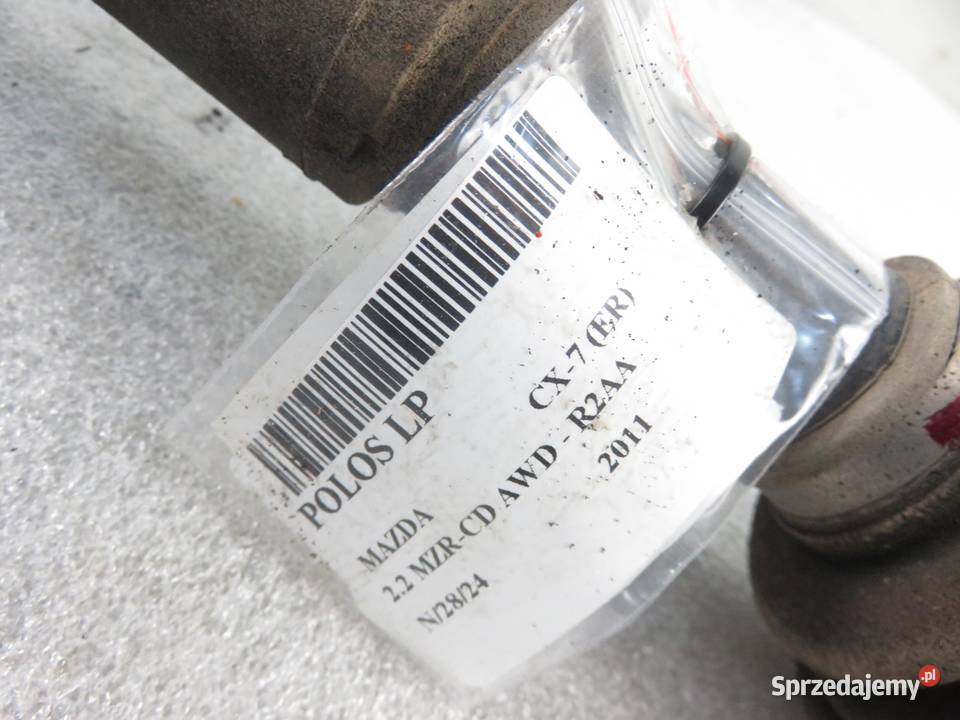 POLOS LP
MAZDA CX-7 (ER)
2.2 MZR-CD AWD - R2AA
N/28/24 2011
Sprzedajemy.pl